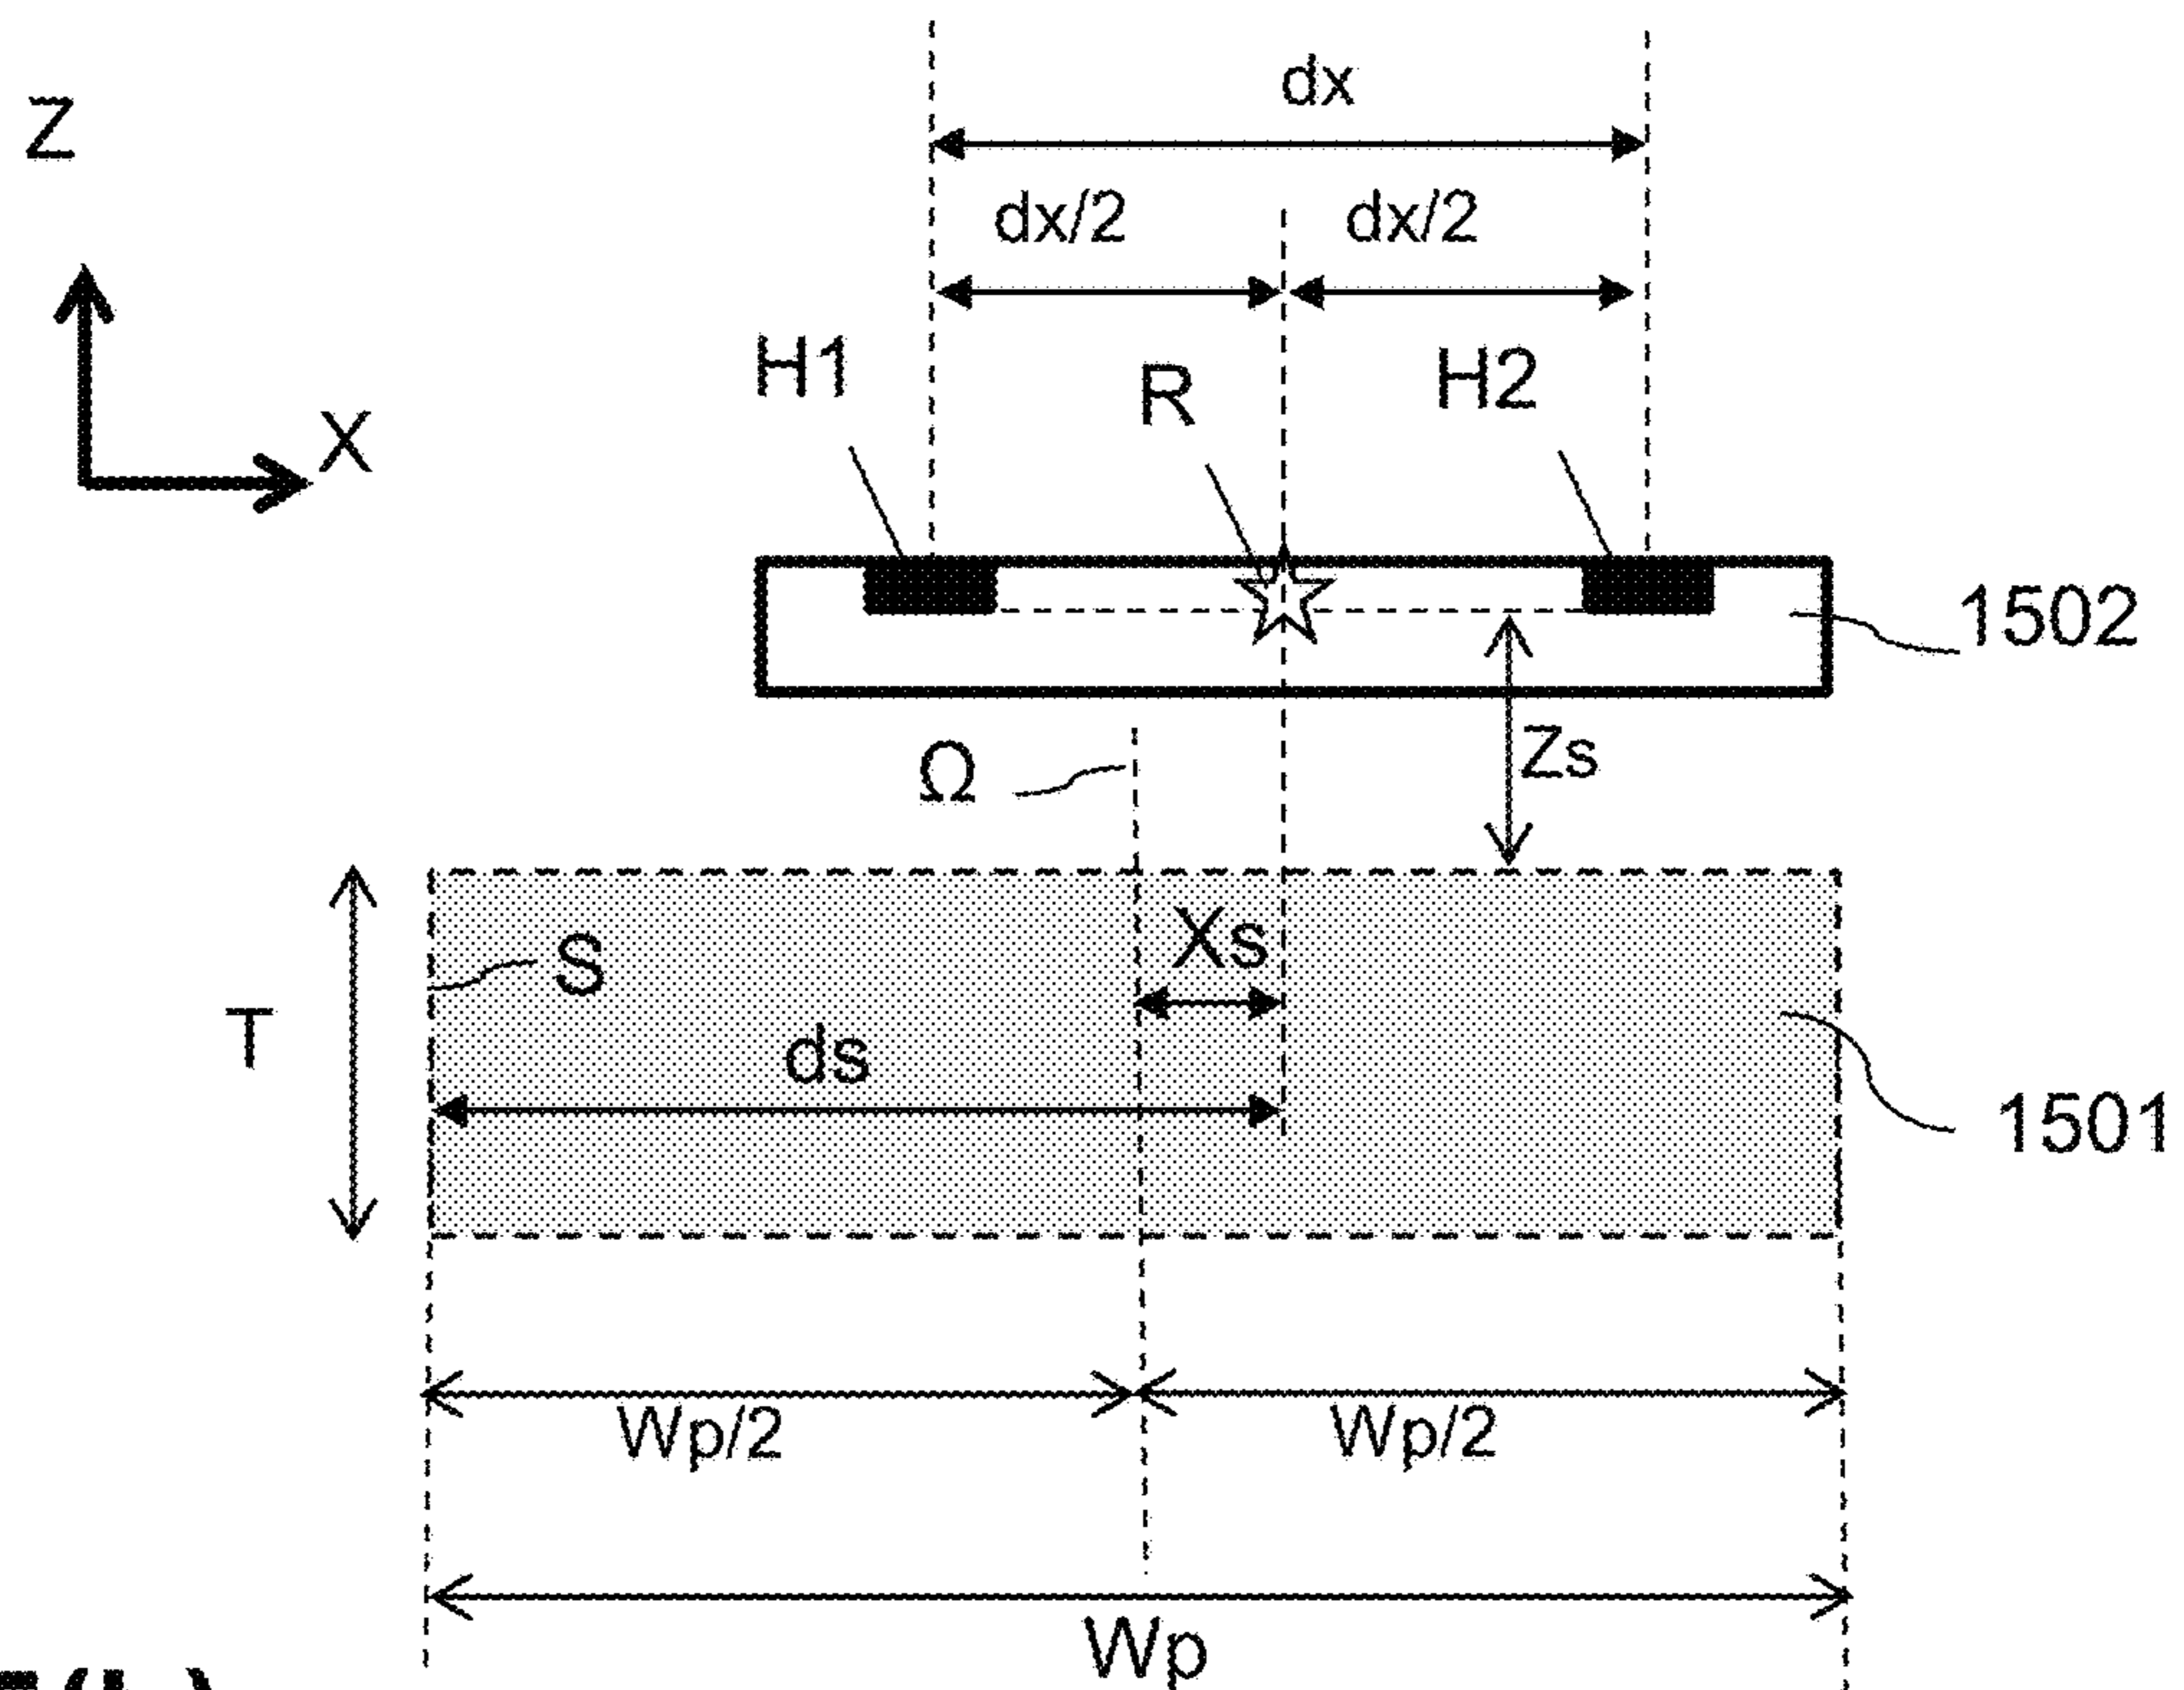 dx
Z
dx/2 dx/2
H1 R H2
X
1502
Ω Zs
Xs
S
T ds
1501
Wp/2 Wp/2
Wp